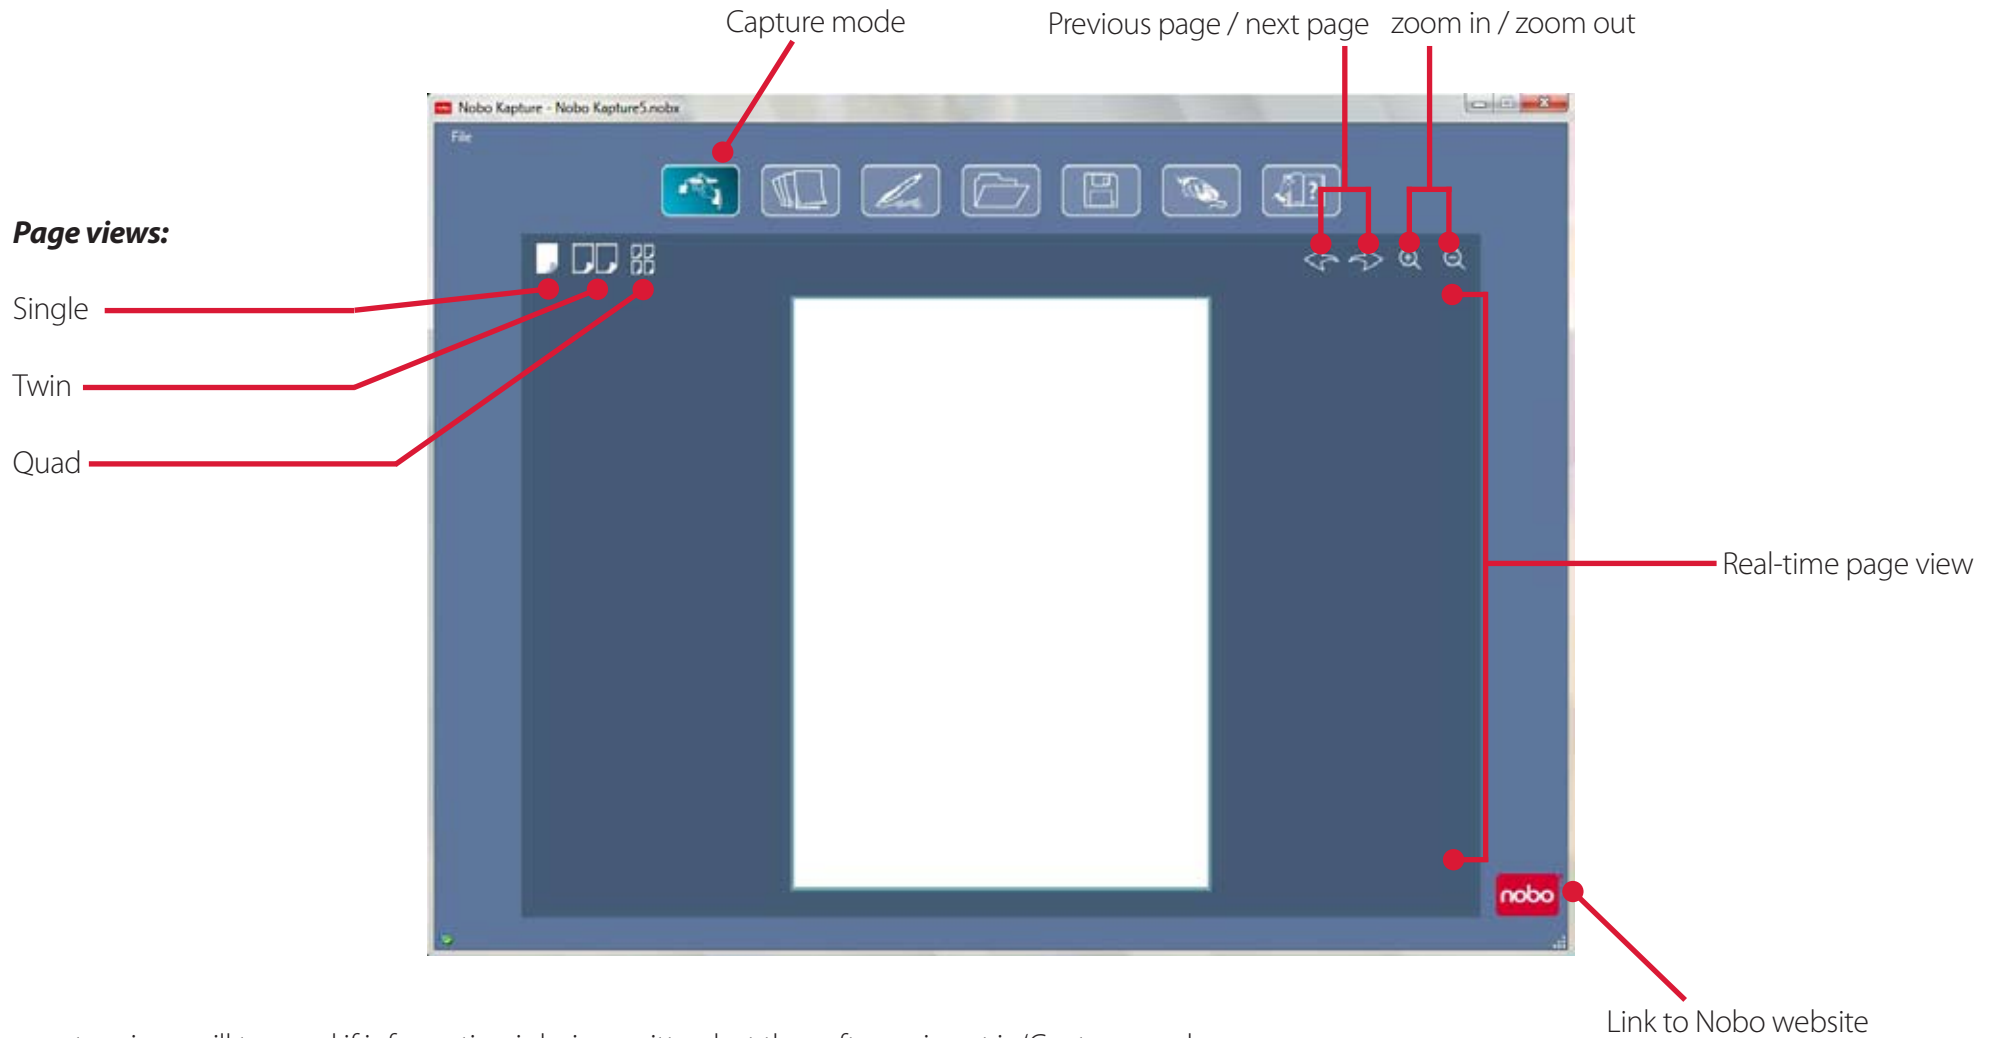 Capture mode
Previous page / next page
zoom in / zoom out
Nobo Kapture - Nobo Kapture5.nobx
File
Page views:
Single
Twin
Quad
Real-time page view
nobo
Link to Nobo website